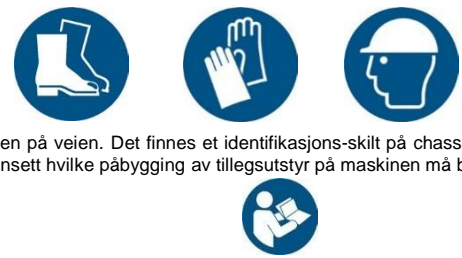 en på veien. Det finnes et identifikasjons-skilt på chass
nsett hvilke påbygging av tillegsutstyr på maskinen må b